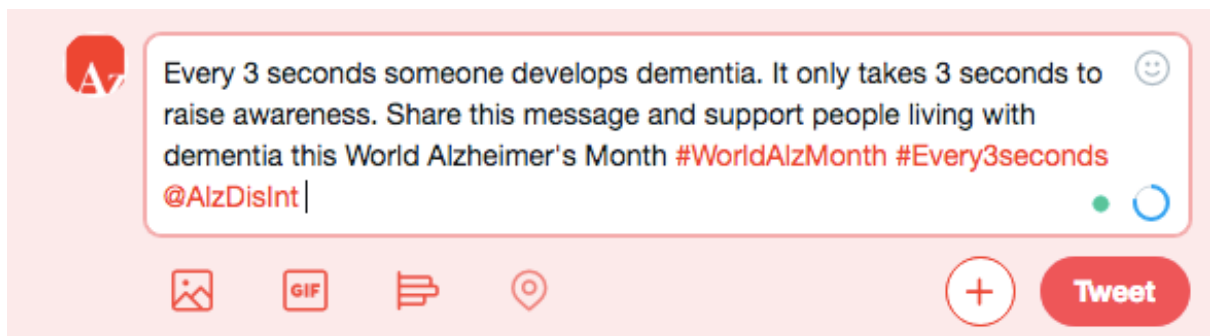 Az
Every 3 seconds someone develops dementia. It only takes 3 seconds to
raise awareness. Share this message and support people living with
dementia this World Alzheimer's Month #WorldAlzMonth #Every3seconds
@AlzDisInt
GIF
Tweet